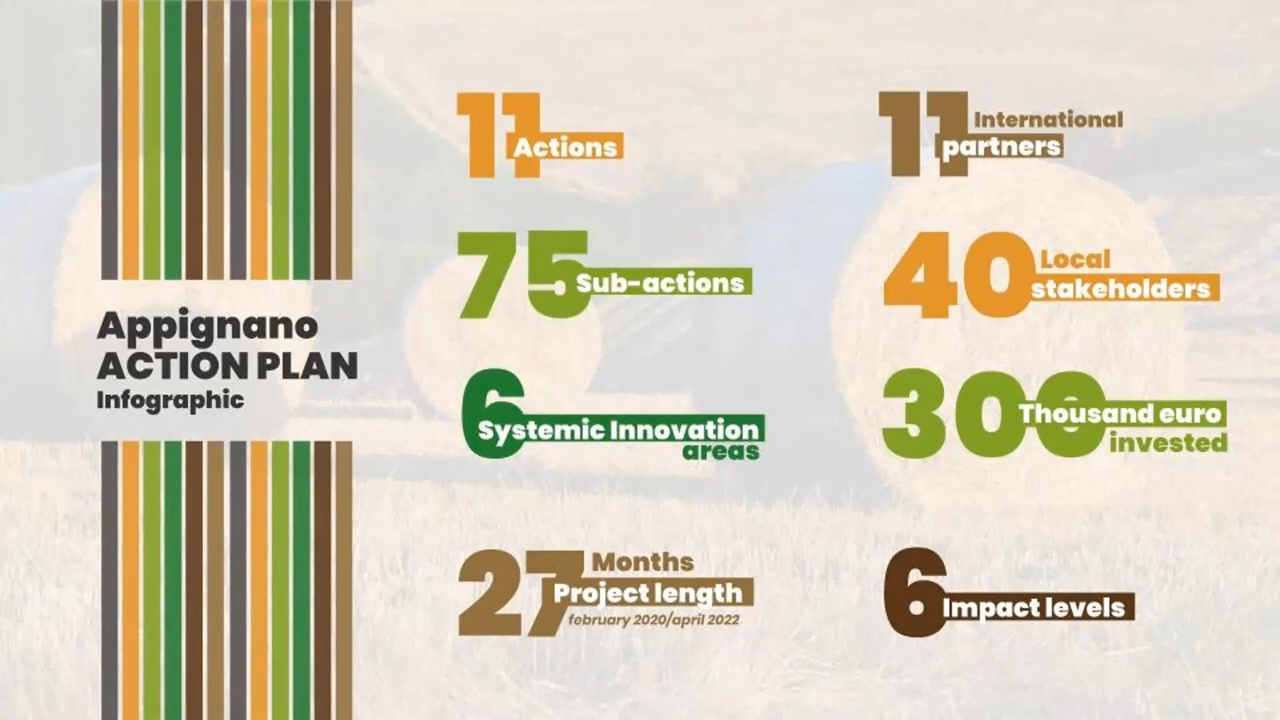 Appignano
ACTION PLAN
Infographic
11
Actions
75
Sub-actions
6
Systemic Innovation
areas
27
Months
Project length
february 2020/april 2022
11
International
partners
40
Local
stakeholders
300
Thousand euro
invested
6
Impact levels